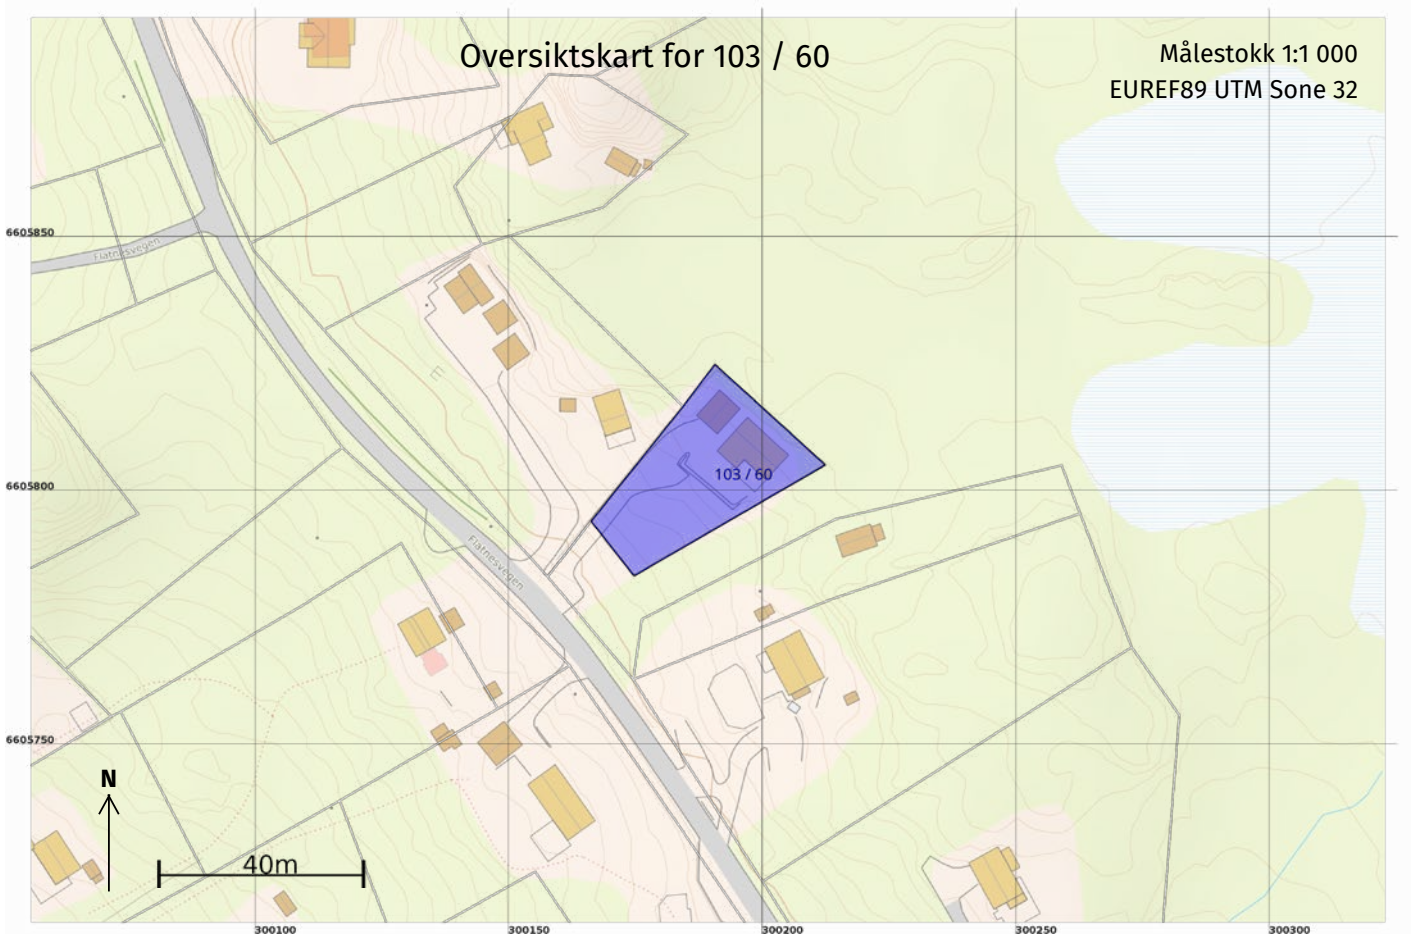 Oversiktskart for 103 / 60
Målestokk 1:1 000
EUREF89 UTM Sone 32
6605850
Flatnesvegen
6605800
103 / 60
Flatnesvegen
6605750
N
40m
300100
300150
300200
300250
300300